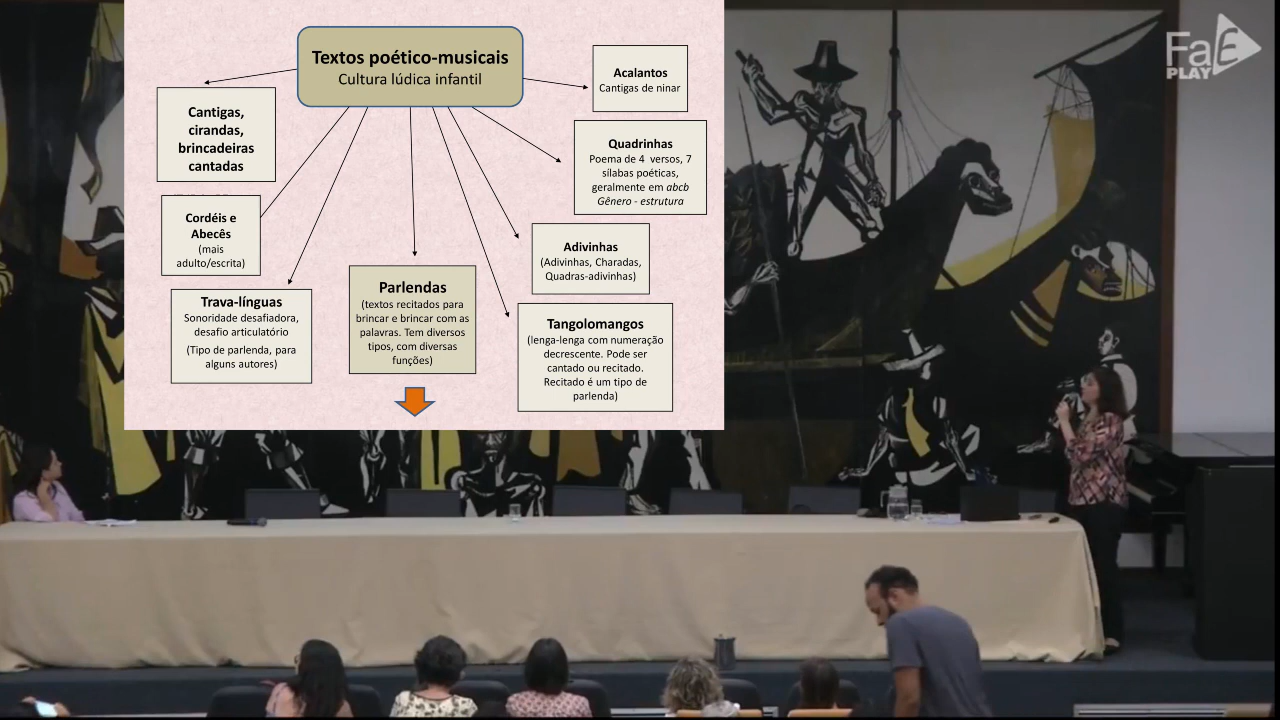 Textos poético-musicais
Cultura lúdica infantil
Cantigas,
cirandas,
brincadeiras
cantadas
Cordéis e
Abecês
(mais
adulto/escrita)
Trava-línguas
Sonoridade desafiadora,
desafio articulatório
(Tipo de parlenda, para
alguns autores)
Parlendas
(textos recitados para
brincar e brincar com as
palavras. Tem diversos
tipos, com diversas
funções)
Tangolomangos
(lenga-lenga com numeração
decrescente. Pode ser
cantado ou recitado.
Recitado é um tipo de
parlenda)
Adivinhas
(Adivinhas, Charadas,
Quadras-adivinhas)
Quadrinhas
Poema de 4 versos, 7
sílabas poéticas,
geralmente em abcb
Gênero - estrutura
Acalantos
Cantigas de ninar
FaE
PLAY